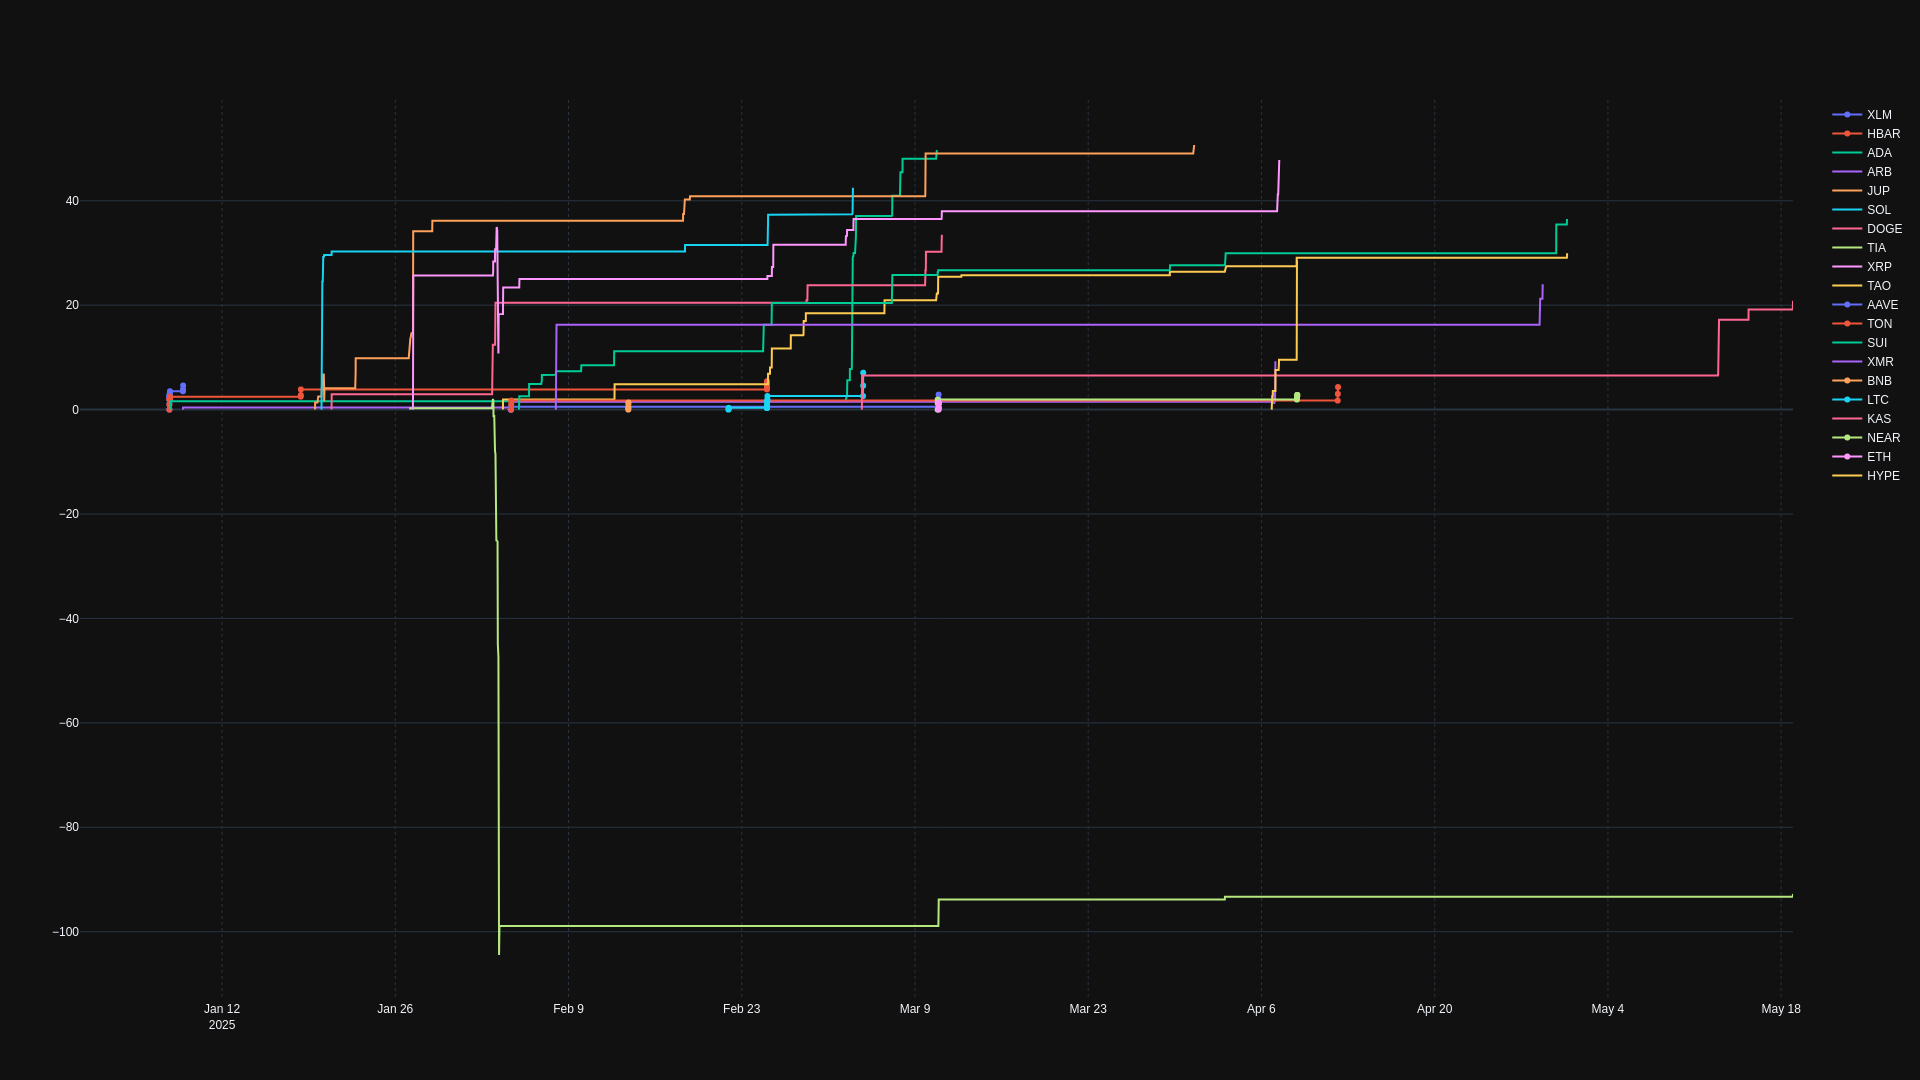 40
20
0
−20
−40
−60
−80
−100
Jan 12
2025
Jan 26
Feb 9
Feb 23
Mar 9
Mar 23
Apr 6
Apr 20
May 4
May 18
XLM
HBAR
ADA
ARB
JUP
SOL
DOGE
TIA
XRP
TAO
AAVE
TON
SUI
XMR
BNB
LTC
KAS
NEAR
ETH
HYPE